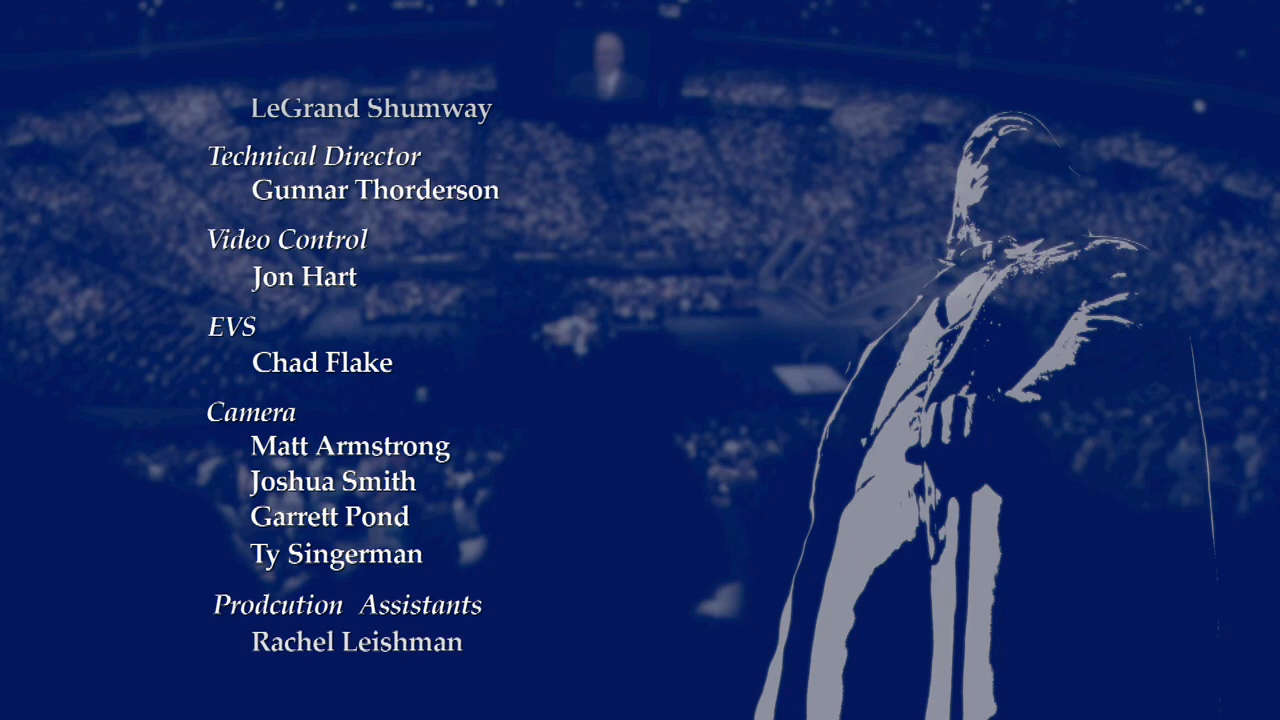 LeGrand Shumway
Technical Director
Gunnar Thorderson
Video Control
Jon Hart
EVS
Chad Flake
Camera
Matt Armstrong
Joshua Smith
Garrett Pond
Ty Singerman
Prodcution Assistants
Rachel Leishman